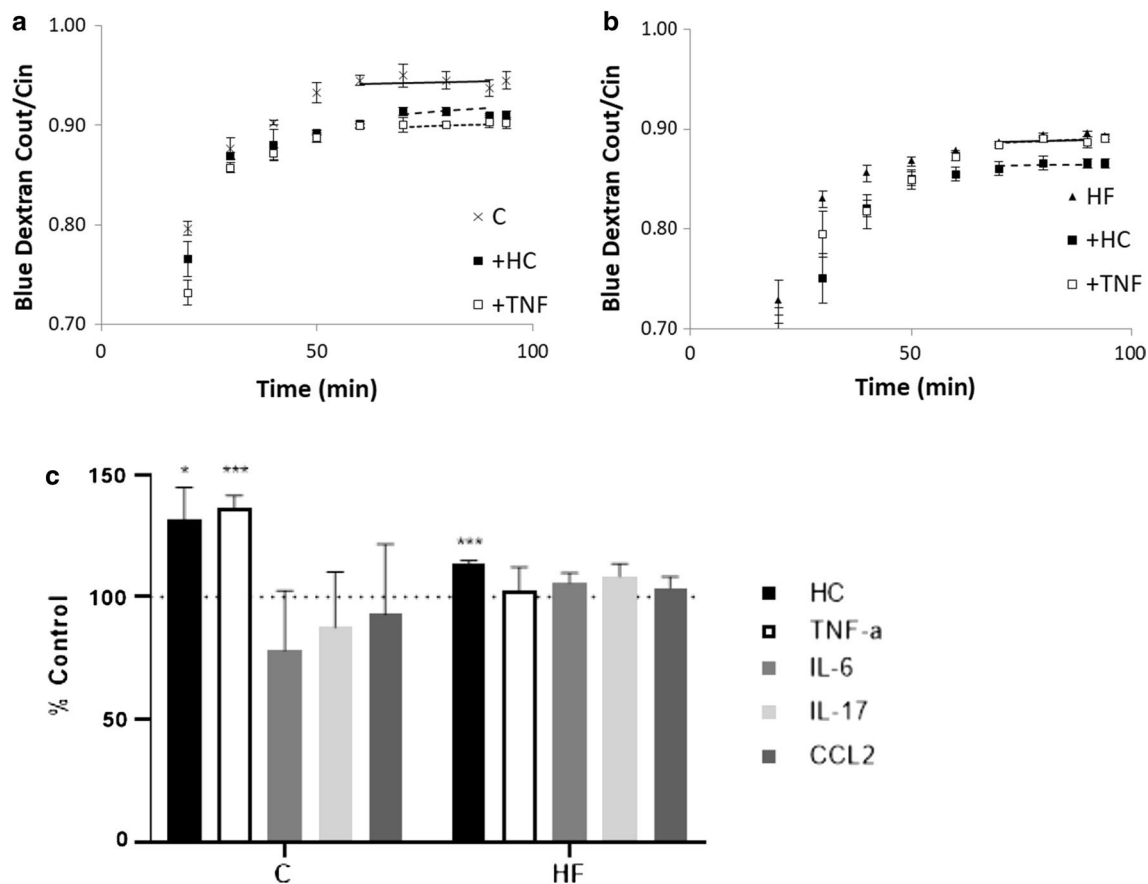 a
Blue Dextran Cout/Cin
1.00
0.90
0.80
0.70
0
50
100
Time (min)
C
+HC
+TNF
b
Blue Dextran Cout/Cin
1.00
0.90
0.80
0.70
0
50
100
Time (min)
HF
+HC
+TNF
c
% Control
150
100
50
0
*
***
***
C
HF
HC
TNF-a
IL-6
IL-17
CCL2